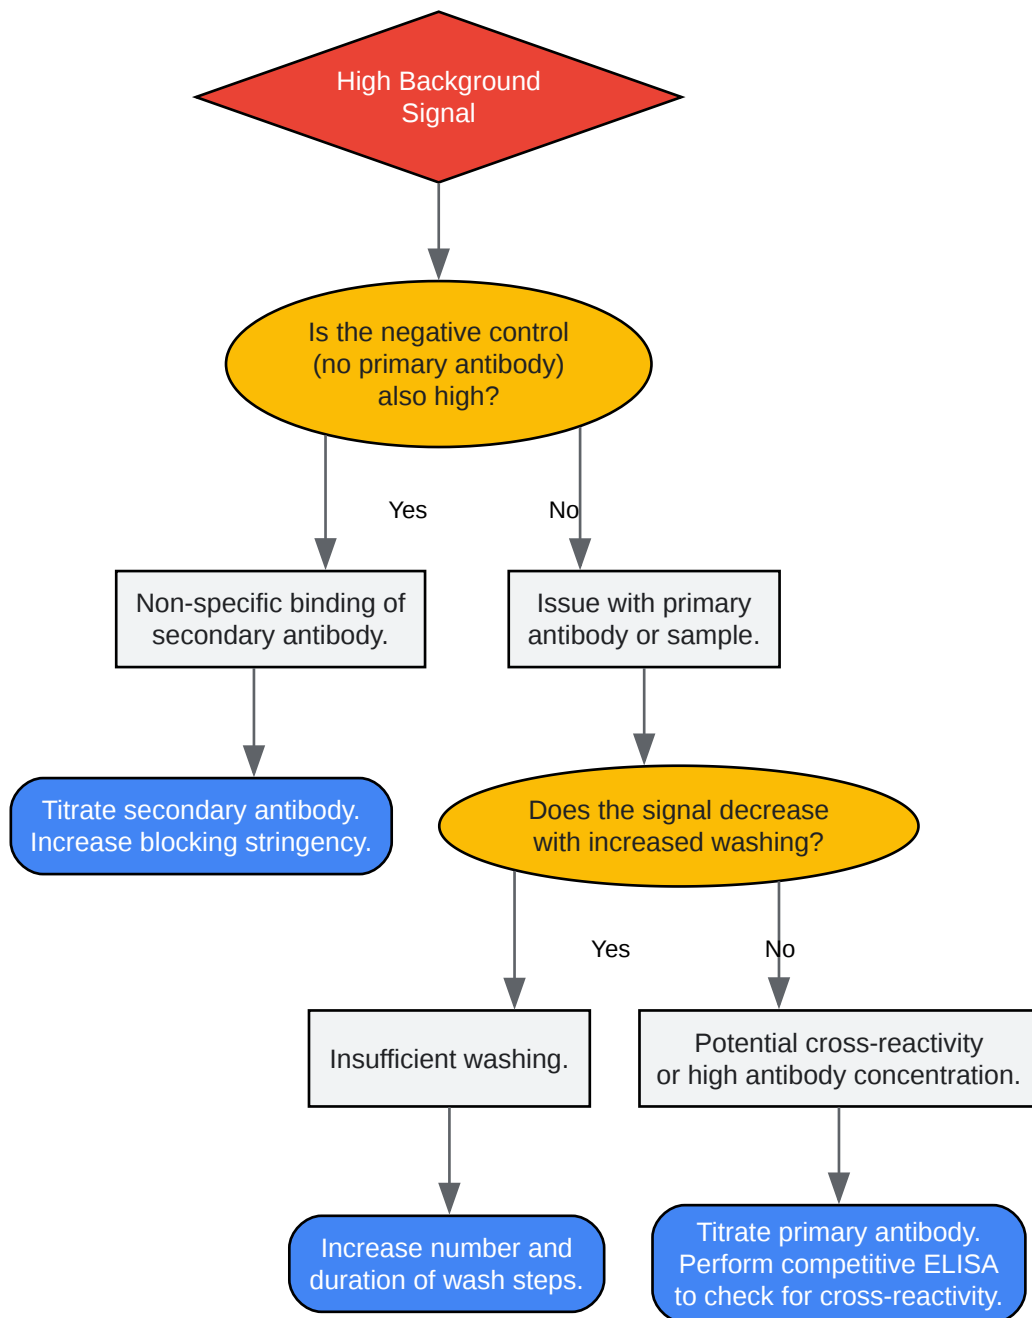 High Background
Signal
Is the negative control
(no primary antibody)
also high?
Yes
No
Non-specific binding of
secondary antibody.
Issue with primary
antibody or sample.
Titrate secondary antibody.
Increase blocking stringency.
Does the signal decrease
with increased washing?
Yes
No
Insufficient washing.
Potential cross-reactivity
or high antibody concentration.
Increase number and
duration of wash steps.
Titrate primary antibody.
Perform competitive ELISA
to check for cross-reactivity.